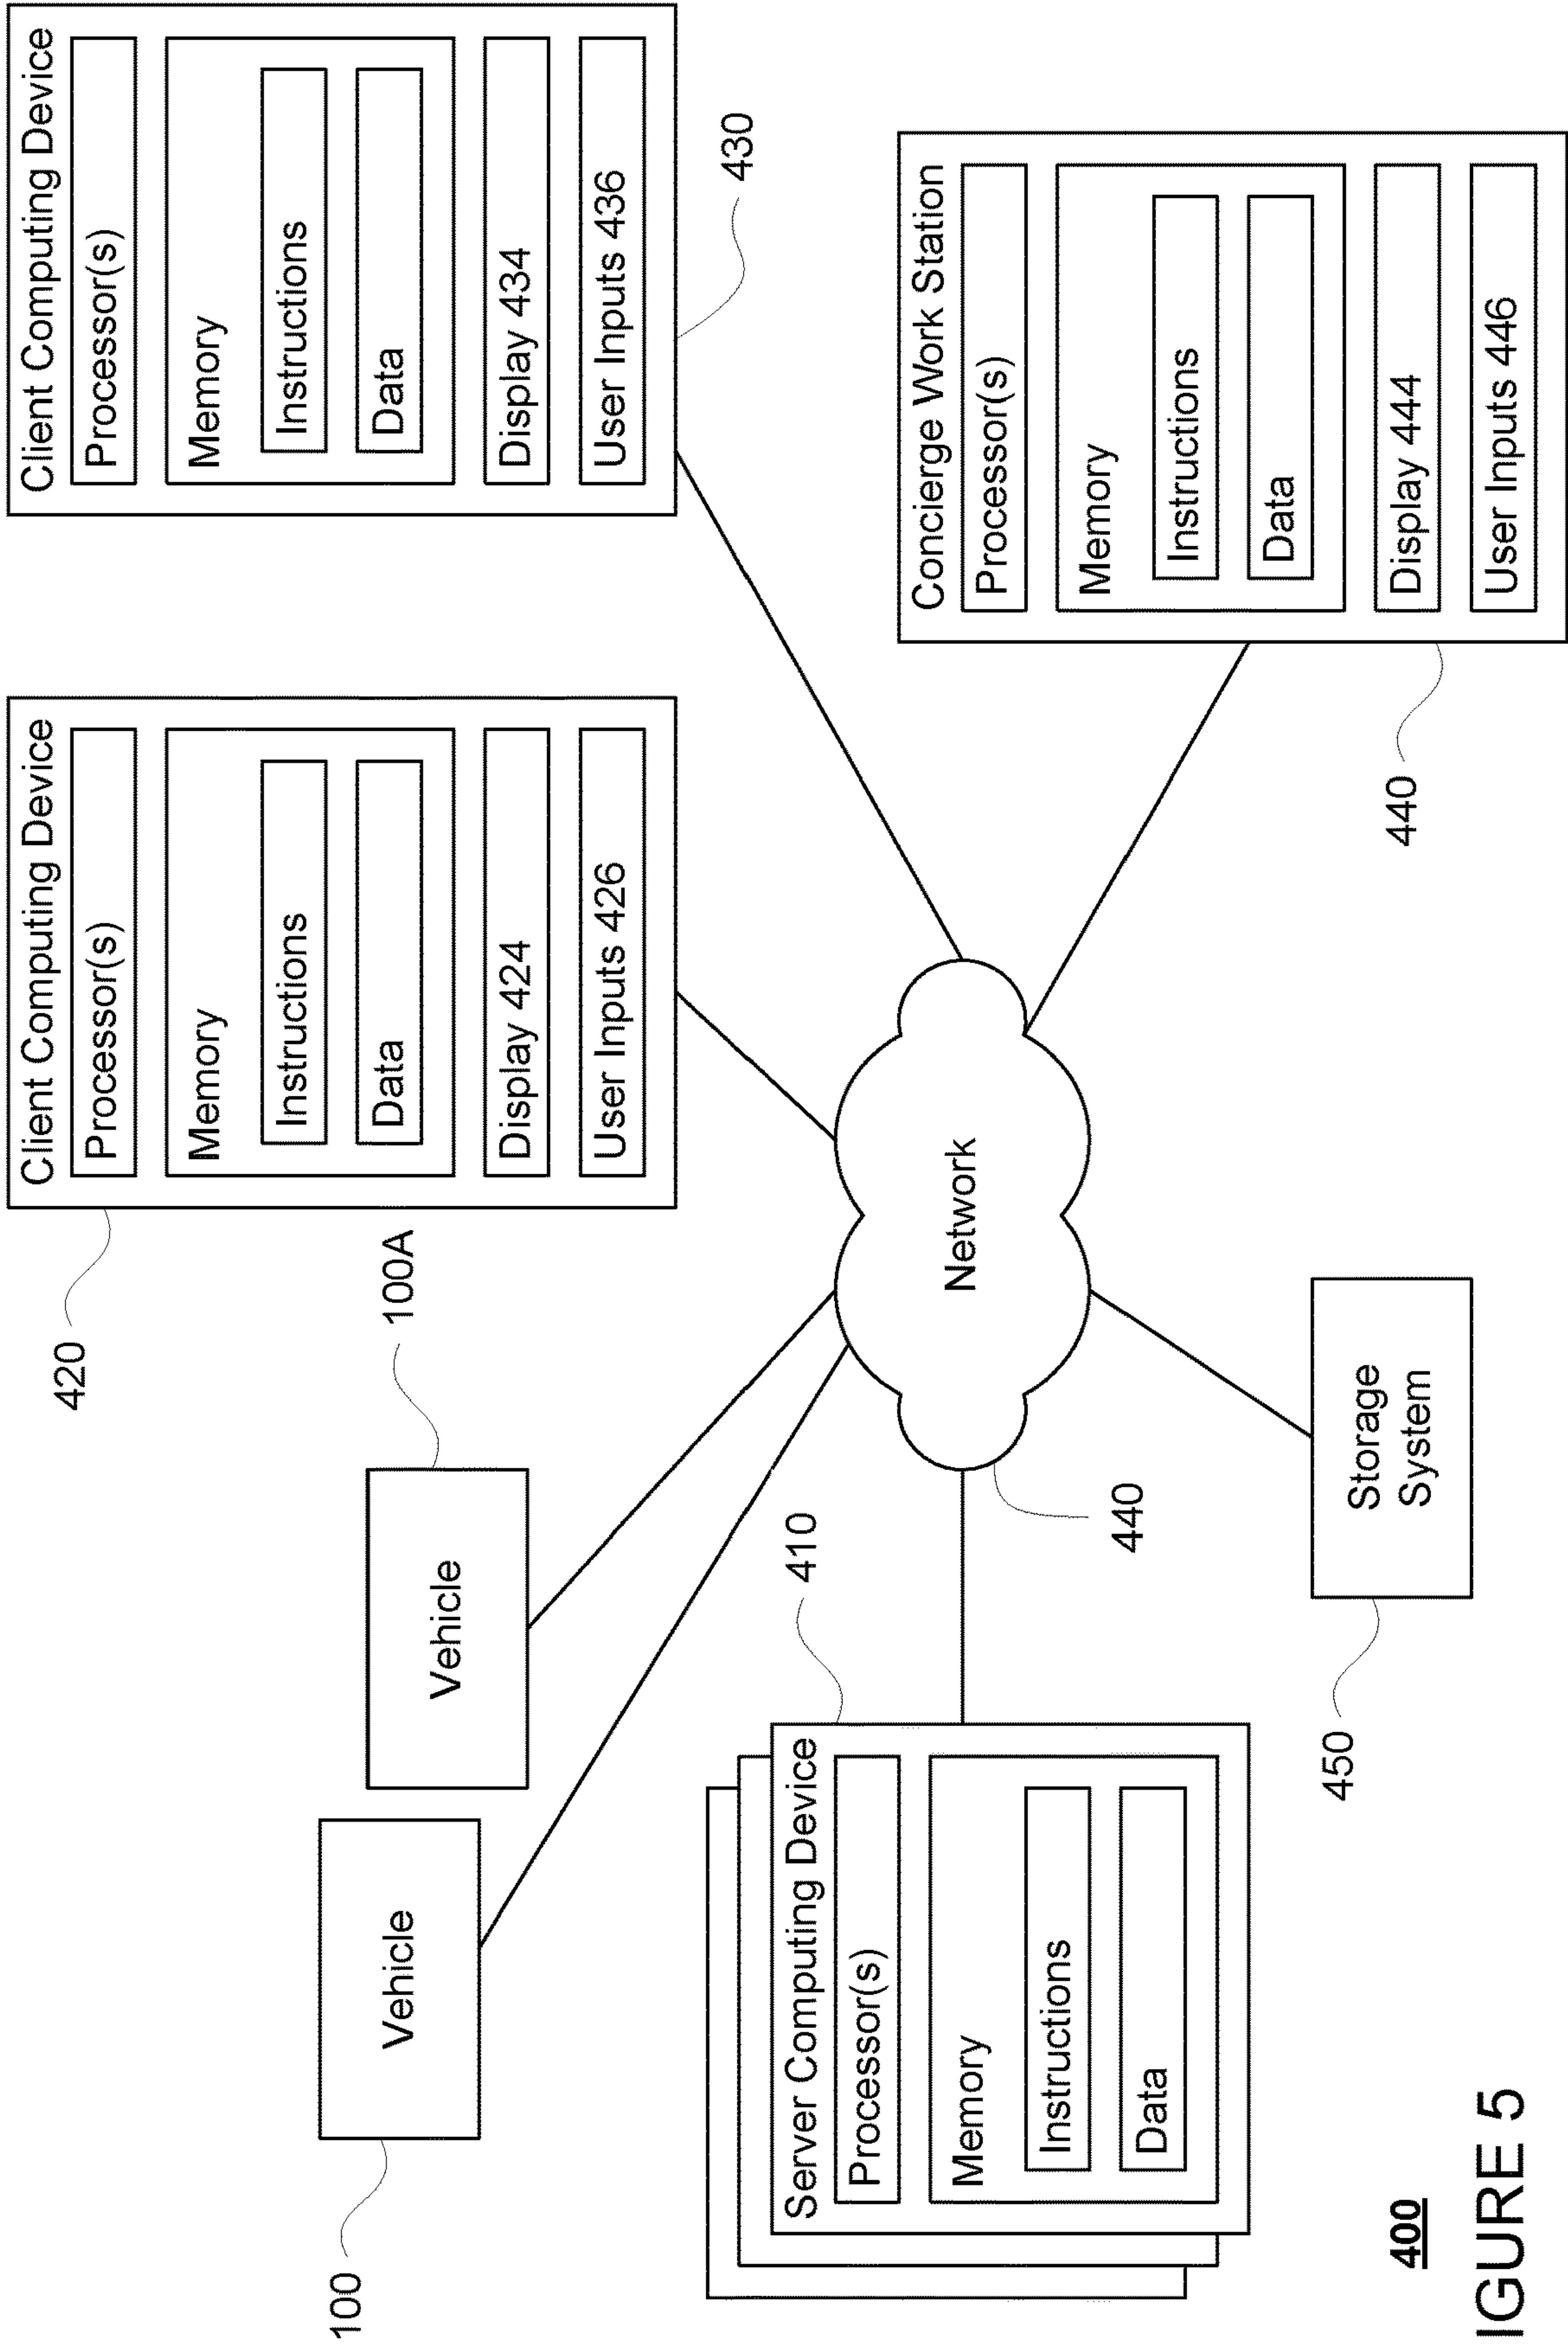 Client Computing Device
Processor(s)
Memory
Instructions
Data
Display 424
User Inputs 426
420
Client Computing Device
Processor(s)
Memory
Instructions
Data
Display 434
User Inputs 436
430
Vehicle
100
Vehicle
100A
Network
440
Server Computing Device
Processor(s)
Memory
Instructions
Data
410
Storage
System
450
Concierge Work Station
Processor(s)
Memory
Instructions
Data
Display 444
User Inputs 446
440
400
IGURE 5